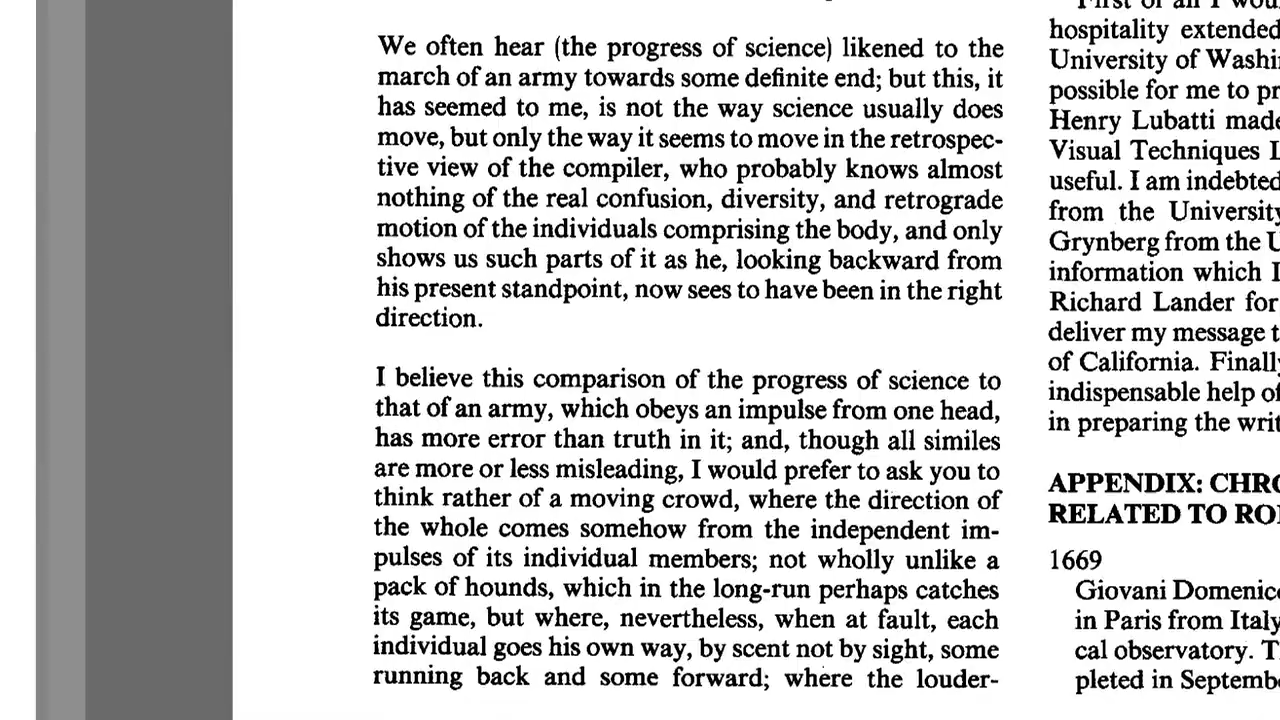 We often hear (the progress of science) likened to the
march of an army towards some definite end; but this, it
has seemed to me, is not the way science usually does
move, but only the way it seems to move in the retrospec-
tive view of the compiler, who probably knows almost
nothing of the real confusion, diversity, and retrograde
motion of the individuals comprising the body, and only
shows us such parts of it as he, looking backward from
his present standpoint, now sees to have been in the right
direction.
I believe this comparison of the progress of science to
that of an army, which obeys an impulse from one head,
has more error than truth in it; and, though all similes
are more or less misleading, I would prefer to ask you to
think rather of a moving crowd, where the direction of
the whole comes somehow from the independent im-
pulses of its individual members; not wholly unlike a
pack of hounds, which in the long-run perhaps catches
its game, but where, nevertheless, when at fault, each
individual goes his own way, by scent not by sight, some
running back and some forward; where the louder-
hospitality extended
University of
possible for me to
Henry Lubatti made
Visual Techniques
useful. I am indebted
from the University
Grynberg from the
information which I
Richard Lander for
deliver my message
of California. Finally
indispensable help of
in preparing the
APPENDIX:
RELATED TO
1669
Giovani
in Paris from Italy
cal observatory.
pleted in